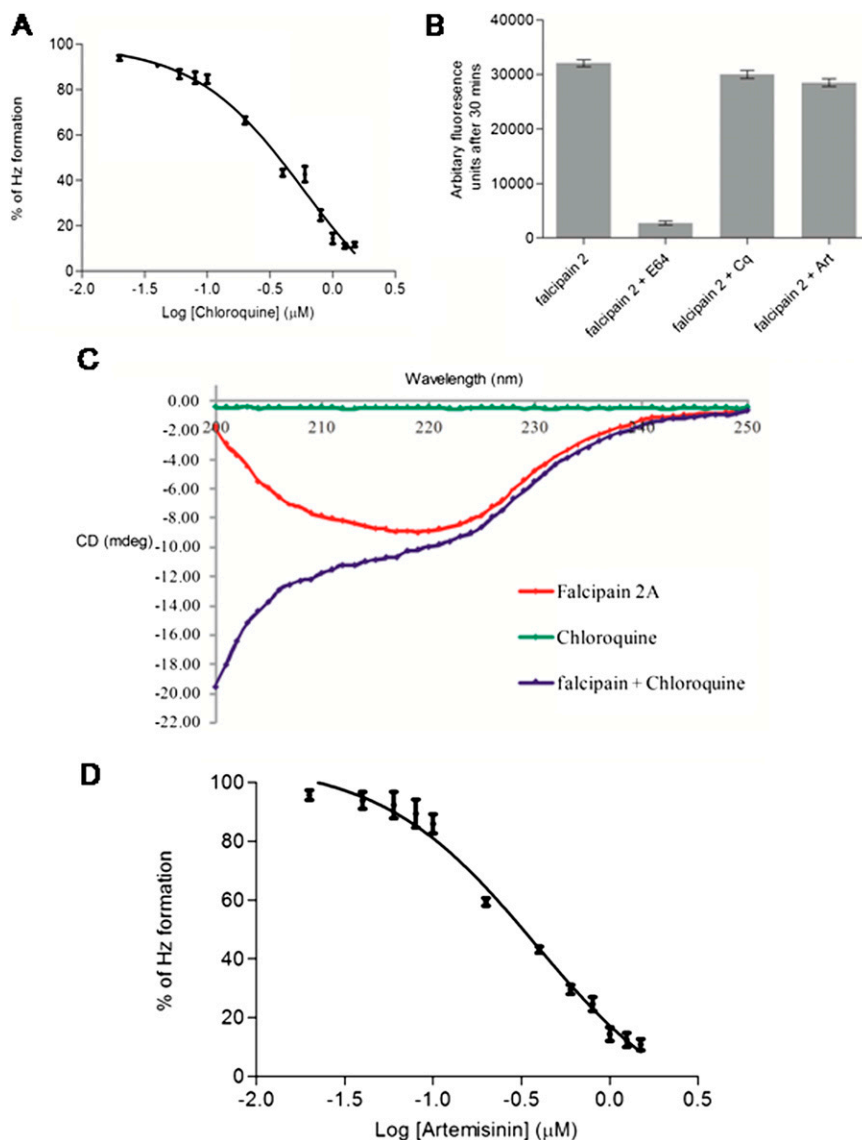 A
% of Hz formation
100
80
60
40
20
0
-2.0
-1.5
-1.0
-0.5
0.0
0.5
Log [Chloroquine] (μM)
B
Arbitary fluoresence
units after 30 mins
40000
30000
20000
10000
0
falcipain 2
falcipain 2 + E64
falcipain 2 + Cq
falcipain 2 + Art
C
Wavelength (nm)
0.00
-2.00
-4.00
-6.00
-8.00
-10.00
-12.00
-14.00
-16.00
-18.00
-20.00
-22.00
CD (mdeg)
200
210
220
230
240
250
Falcipain 2A
Chloroquine
falcipain + Chloroquine
D
% of Hz formation
100
80
60
40
20
0
-2.0
-1.5
-1.0
-0.5
0.0
0.5
Log [Artemisinin] (μM)